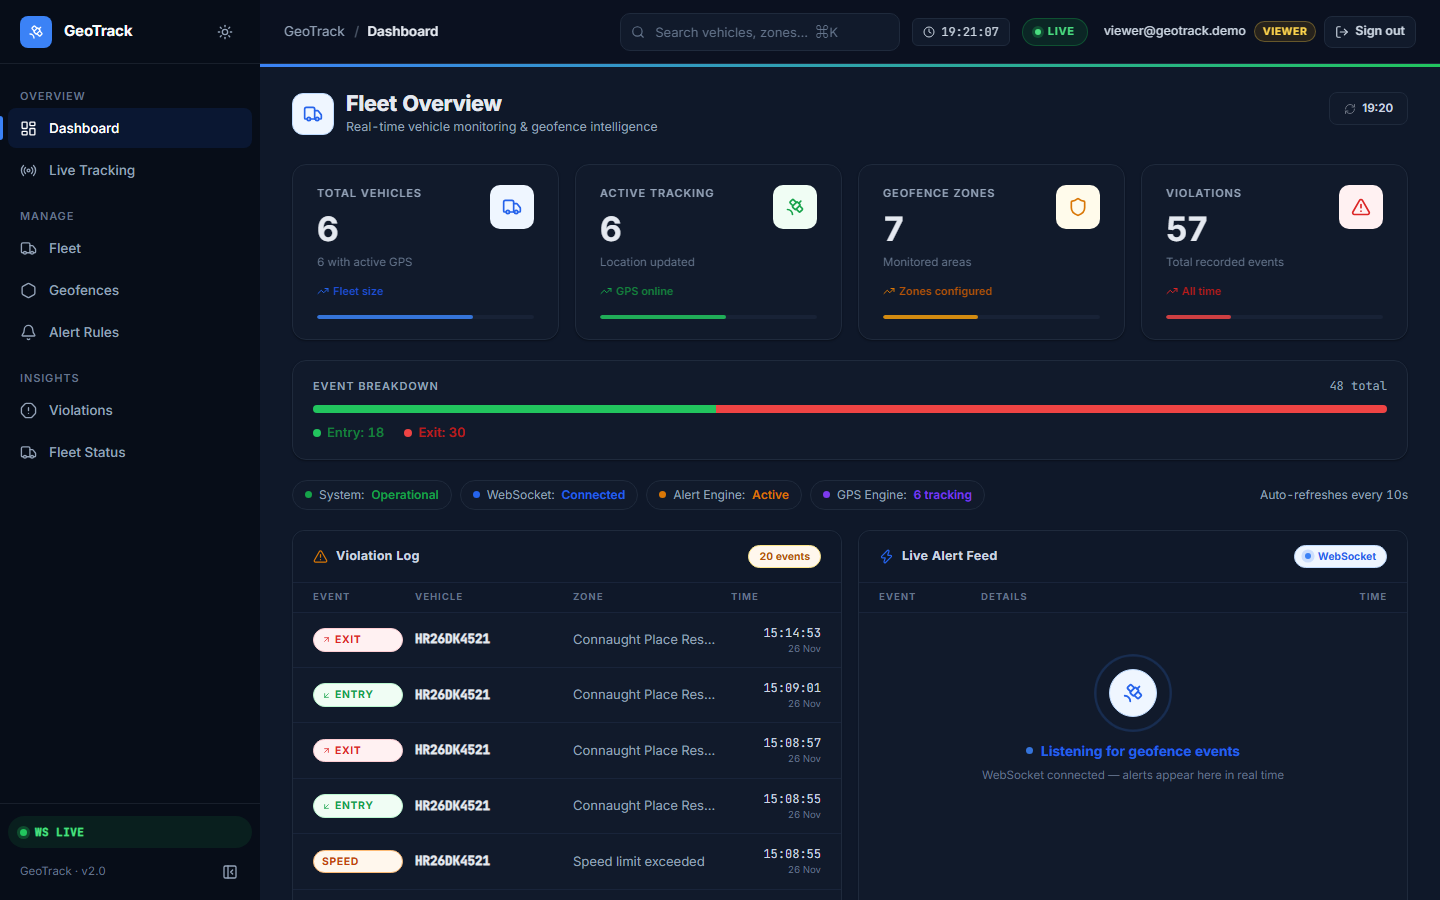 GeoTrack
GeoTrack / Dashboard
Search vehicles, zones... ⌘K
19:21:07
LIVE
viewer@geotrack.demo
VIEWER
Sign out
OVERVIEW
Dashboard
Live Tracking
MANAGE
Fleet
Geofences
Alert Rules
INSIGHTS
Violations
Fleet Status
WS LIVE
GeoTrack · v2.0
Fleet Overview
Real-time vehicle monitoring & geofence intelligence
19:20
TOTAL VEHICLES
6
6 with active GPS
Fleet size
ACTIVE TRACKING
6
Location updated
GPS online
GEOFENCE ZONES
7
Monitored areas
Zones configured
VIOLATIONS
57
Total recorded events
All time
EVENT BREAKDOWN
48 total
Entry: 18
Exit: 30
System: Operational
WebSocket: Connected
Alert Engine: Active
GPS Engine: 6 tracking
Auto-refreshes every 10s
Violation Log
20 events
EVENT VEHICLE ZONE TIME
EXIT HR26DK4521 Connaught Place Res... 15:14:53
26 Nov
ENTRY HR26DK4521 Connaught Place Res... 15:09:01
26 Nov
EXIT HR26DK4521 Connaught Place Res... 15:08:57
26 Nov
ENTRY HR26DK4521 Connaught Place Res... 15:08:55
26 Nov
SPEED HR26DK4521 Speed limit exceeded 15:08:55
26 Nov
Live Alert Feed
WebSocket
EVENT DETAILS TIME
Listening for geofence events
WebSocket connected — alerts appear here in real time